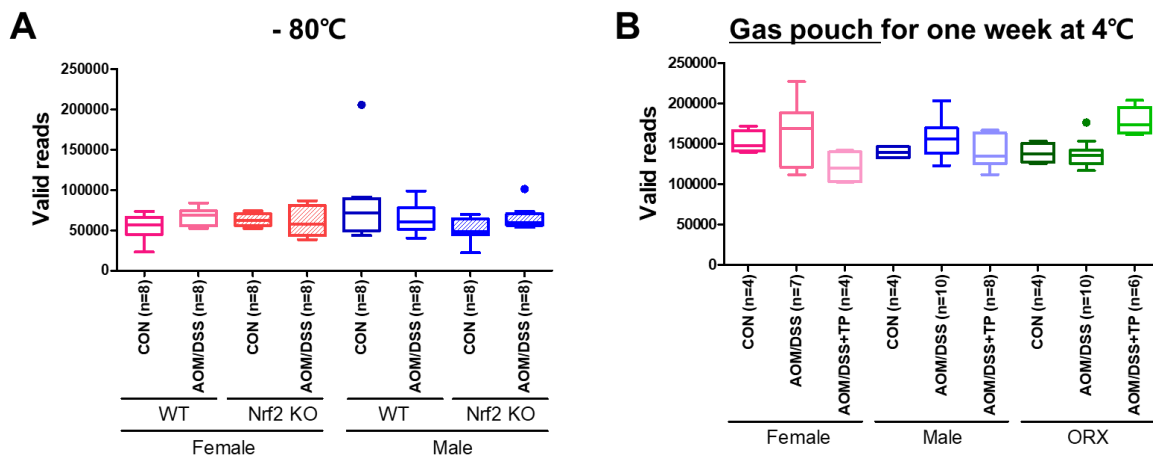 A
- 80℃
Valid reads
250000
200000
150000
100000
50000
0
CON (n=8)
AOM/DSS (n=8)
CON (n=8)
AOM/DSS (n=8)
CON (n=8)
AOM/DSS (n=8)
CON (n=8)
AOM/DSS (n=8)
WT
Nrf2 KO
WT
Nrf2 KO
Female
Male
B
Gas pouch for one week at 4℃
Valid reads
250000
200000
150000
100000
50000
0
CON (n=4)
AOM/DSS (n=7)
AOM/DSS+TP (n=4)
CON (n=4)
AOM/DSS (n=10)
AOM/DSS+TP (n=8)
CON (n=4)
AOM/DSS (n=10)
AOM/DSS+TP (n=6)
Female
Male
ORX